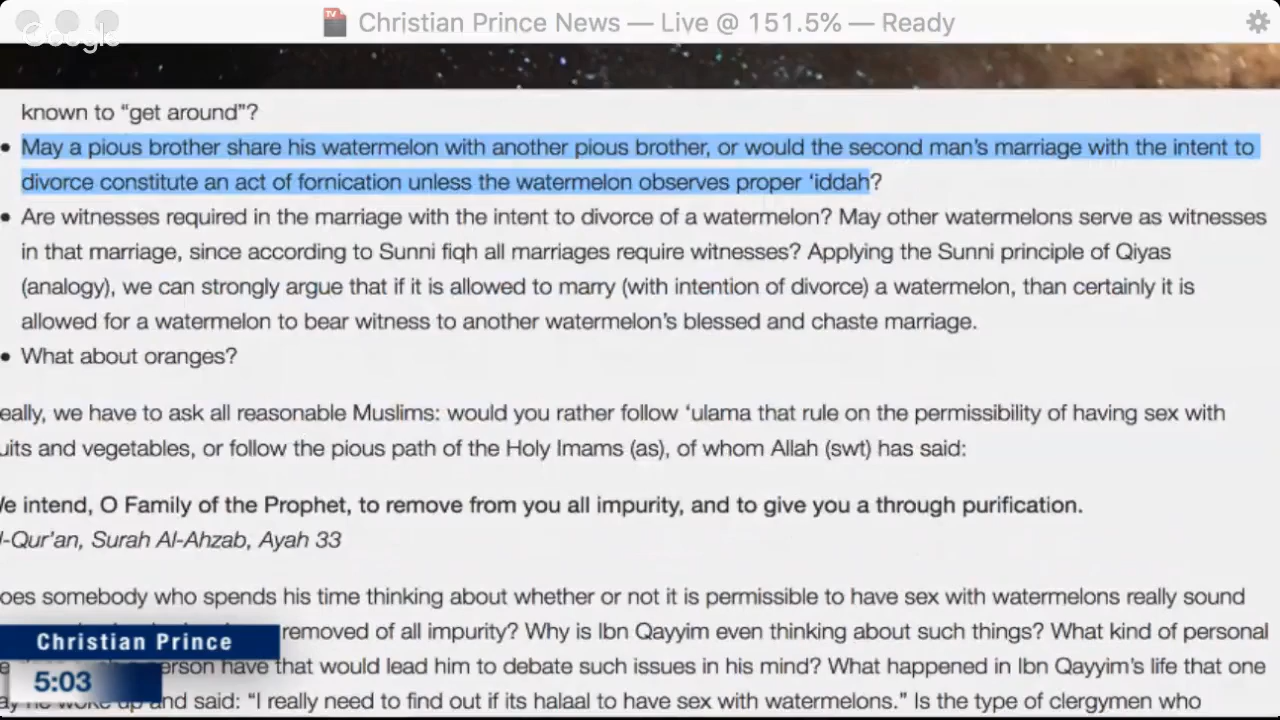 Christian Prince News — Live @ 151.5% — Ready
Google
known to “get around”?
• May a pious brother share his watermelon with another pious brother, or would the second man’s marriage with the intent to
divorce constitute an act of fornication unless the watermelon observes proper ‘iddah?
• Are witnesses required in the marriage with the intent to divorce of a watermelon? May other watermelons serve as witnesses
in that marriage, since according to Sunni fiqh all marriages require witnesses? Applying the Sunni principle of Qiyas
(analogy), we can strongly argue that if it is allowed to marry (with intention of divorce) a watermelon, than certainly it is
allowed for a watermelon to bear witness to another watermelon’s blessed and chaste marriage.
• What about oranges?
eally, we have to ask all reasonable Muslims: would you rather follow ‘ulama that rule on the permissibility of having sex with
uits and vegetables, or follow the pious path of the Holy Imams (as), of whom Allah (swt) has said:
e intend, O Family of the Prophet, to remove from you all impurity, and to give you a through purification.
l-Qur’an, Surah Al-Ahzab, Ayah 33
oes somebody who spends his time thinking about whether or not it is permissible to have sex with watermelons really sound
removed of all impurity? Why is Ibn Qayyim even thinking about such things? What kind of personal
Christian Prince
erson have that would lead him to debate such issues in his mind? What happened in Ibn Qayyim’s life that one
5:03
ay he woke up and said: “I really need to find out if its halaal to have sex with watermelons.” Is the type of clergymen who